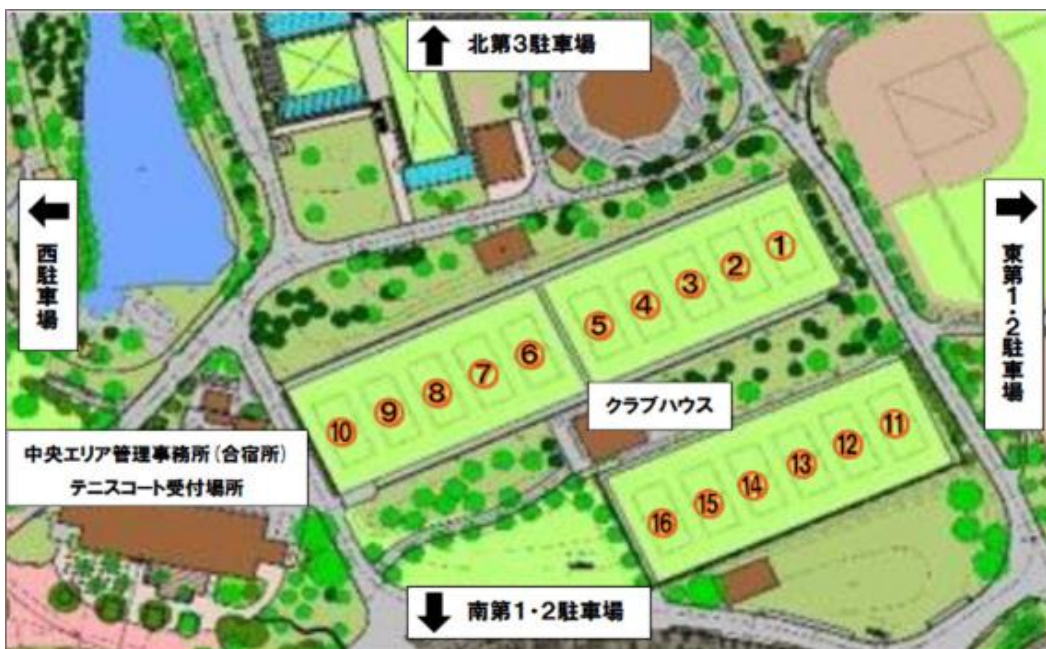 北第3駐車場
西駐車場
東第1・2駐車場
①
②
③
④
⑤
⑥
⑦
⑧
⑨
⑩
クラブハウス
⑪
⑫
⑬
⑭
⑮
⑯
中央エリア管理事務所(合宿所)
テニスコート受付場所
南第1・2駐車場